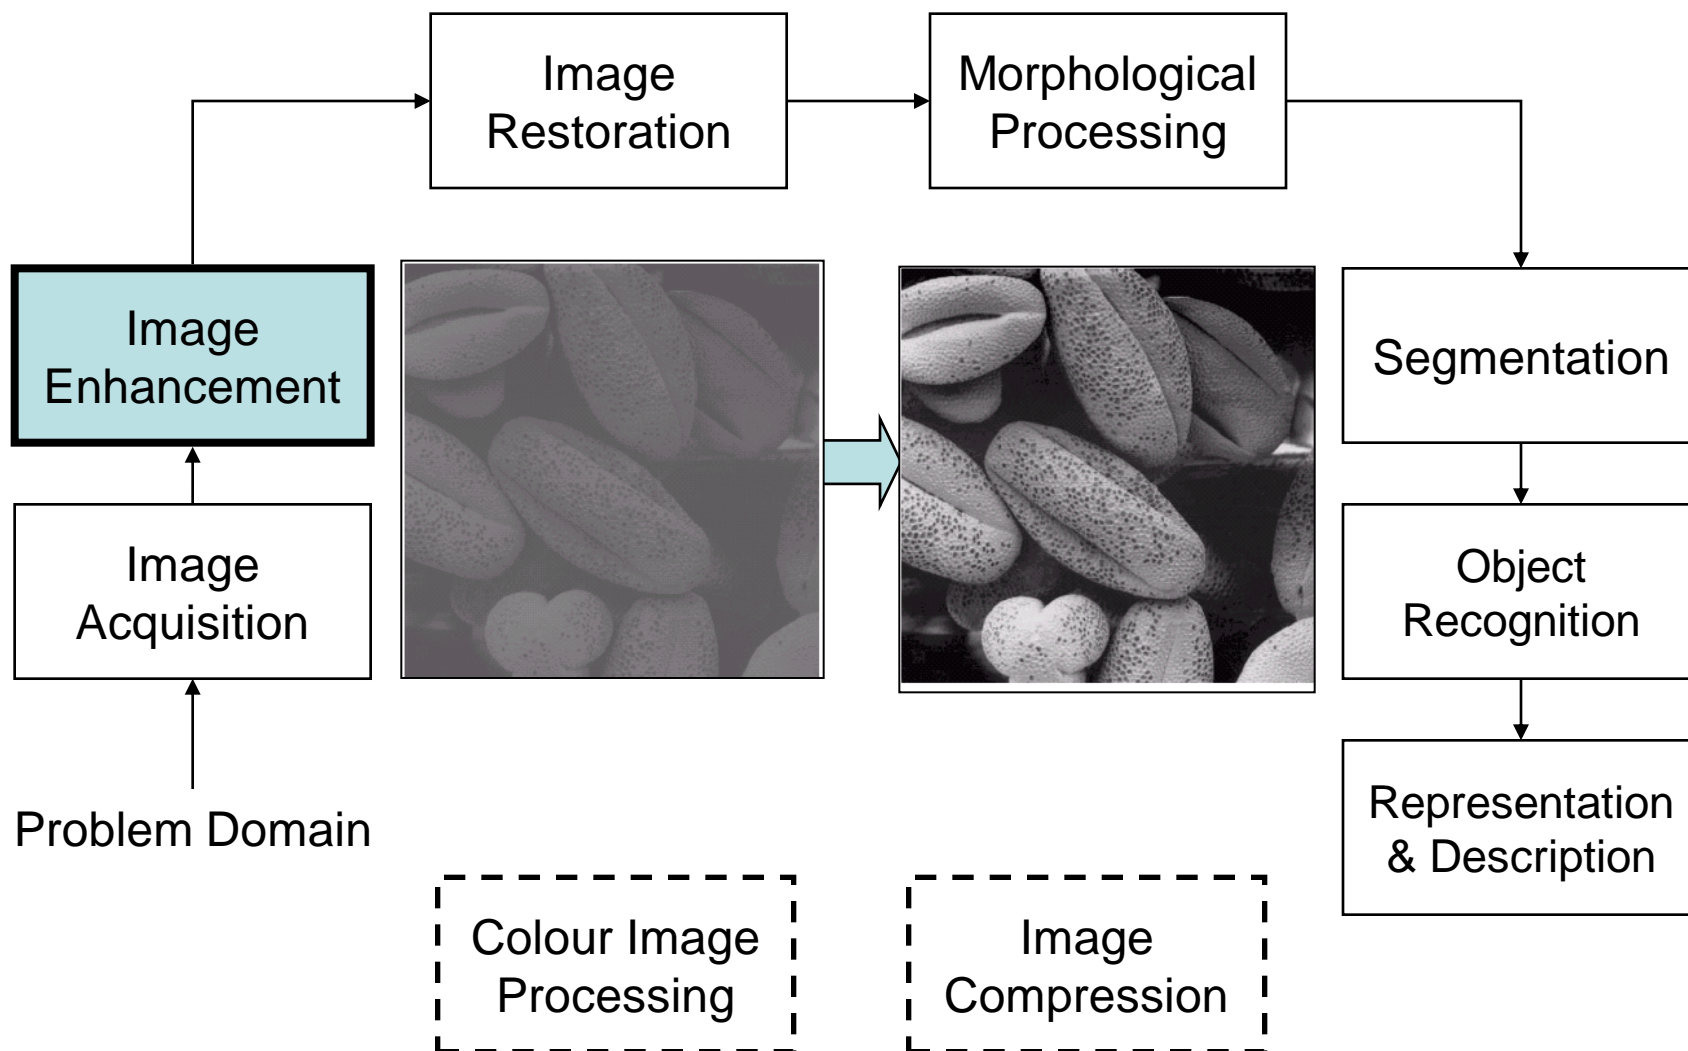 Image
Restoration
Morphological
Processing
Image
Enhancement
Segmentation
Image
Acquisition
Object
Recognition
Problem Domain
Representation
& Description
Colour Image
Processing
Image
Compression